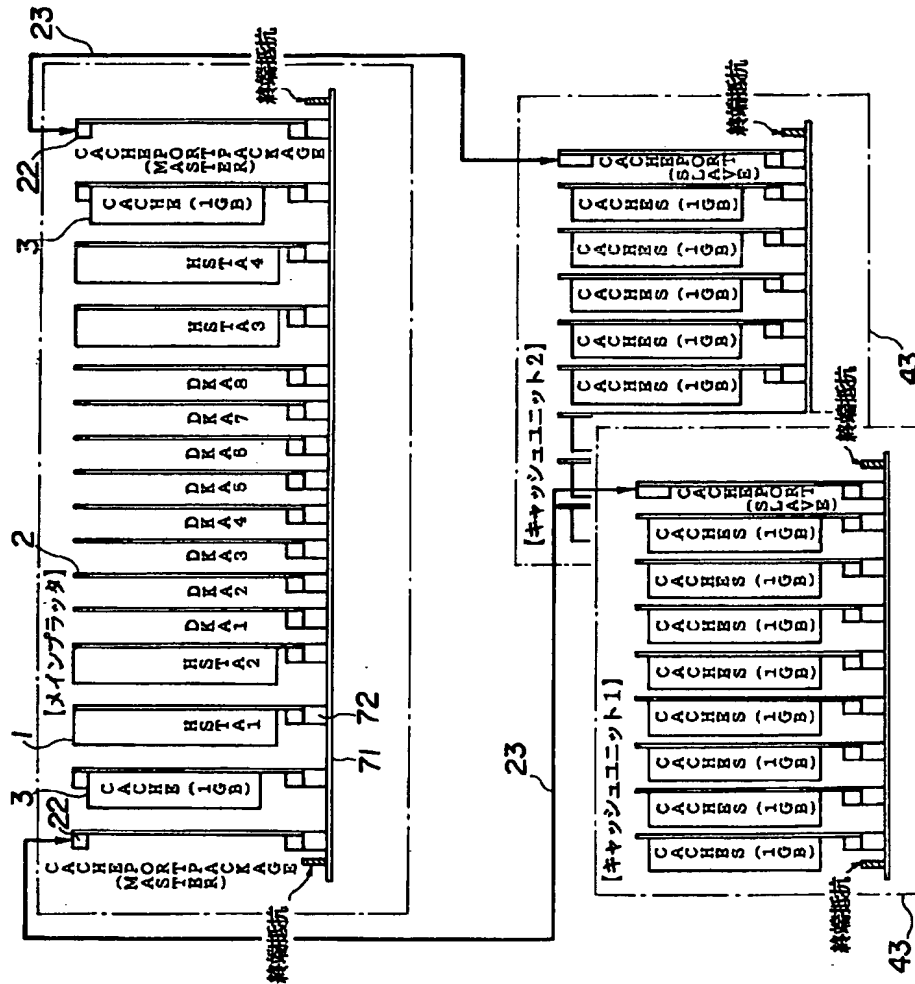 23
22
3
CACHE PORT PACKAGE
(MASTER)
終端抵抗
CACHE (1GB)
HSTA4
HSTA3
DKA8
DKA7
DKA6
DKA5
DKA4
DKA3
2
DKA2
DKA1
【メインプラッタ】
HSTA2
1
HSTA1
72
71
3
CACHE (1GB)
22
CACHE PORT PACKAGE
(MASTER)
終端抵抗
23
【キャッシュユニット2】
終端抵抗
CACHE PORT
(SLAVE)
CACHES (1GB)
CACHES (1GB)
CACHES (1GB)
CACHES (1GB)
CACHES (1GB)
43
【キャッシュユニット1】
終端抵抗
CACHE PORT
(SLAVE)
CACHES (1GB)
CACHES (1GB)
CACHES (1GB)
CACHES (1GB)
CACHES (1GB)
CACHES (1GB)
CACHES (1GB)
CACHES (1GB)
終端抵抗
43